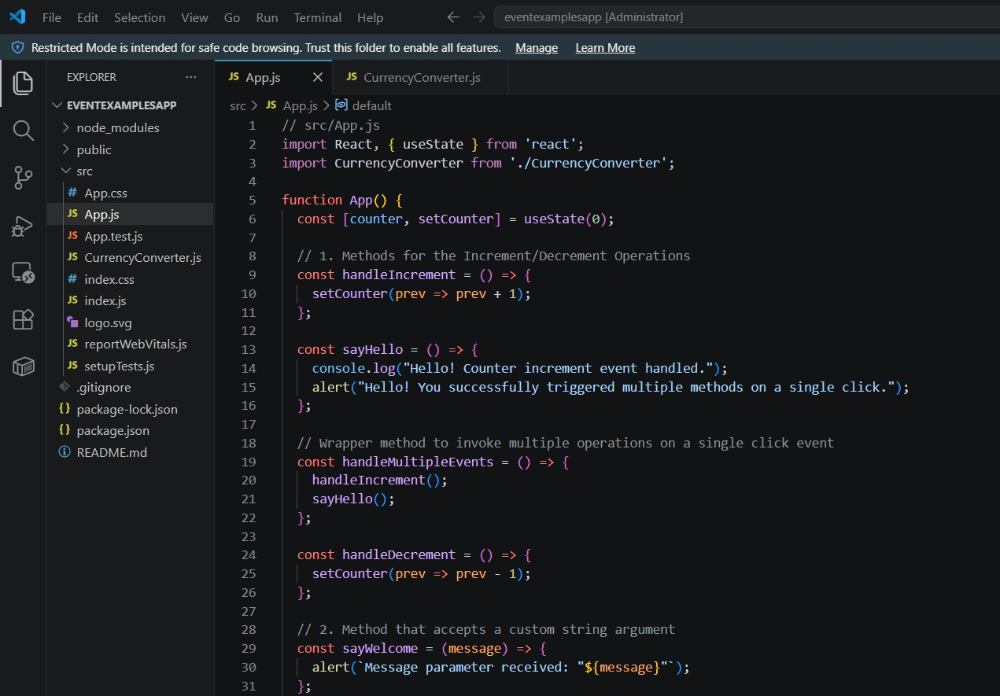 File Edit Selection View Go Run Terminal Help eventexamplesapp [Administrator]
Restricted Mode is intended for safe code browsing. Trust this folder to enable all features. Manage Learn More
EXPLORER ···
EVENTEXAMPLESAPP
node_modules
public
src
# App.css
JS App.js
JS App.test.js
JS CurrencyConverter.js
# index.css
JS index.js
logo.svg
JS reportWebVitals.js
JS setupTests.js
.gitignore
{} package-lock.json
{} package.json
README.md
JS App.js JS CurrencyConverter.js
src > JS App.js > default
1 // src/App.js
2 import React, { useState } from 'react';
3 import CurrencyConverter from './CurrencyConverter';
4
5 function App() {
6 const [counter, setCounter] = useState(0);
7
8 // 1. Methods for the Increment/Decrement Operations
9 const handleIncrement = () => {
10 setCounter(prev => prev + 1);
11 };
12
13 const sayHello = () => {
14 console.log("Hello! Counter increment event handled.");
15 alert("Hello! You successfully triggered multiple methods on a single click.");
16 };
17
18 // Wrapper method to invoke multiple operations on a single click event
19 const handleMultipleEvents = () => {
20 handleIncrement();
21 sayHello();
22 };
23
24 const handleDecrement = () => {
25 setCounter(prev => prev - 1);
26 };
27
28 // 2. Method that accepts a custom string argument
29 const sayWelcome = (message) => {
30 alert(`Message parameter received: "${message}"`);
31 };